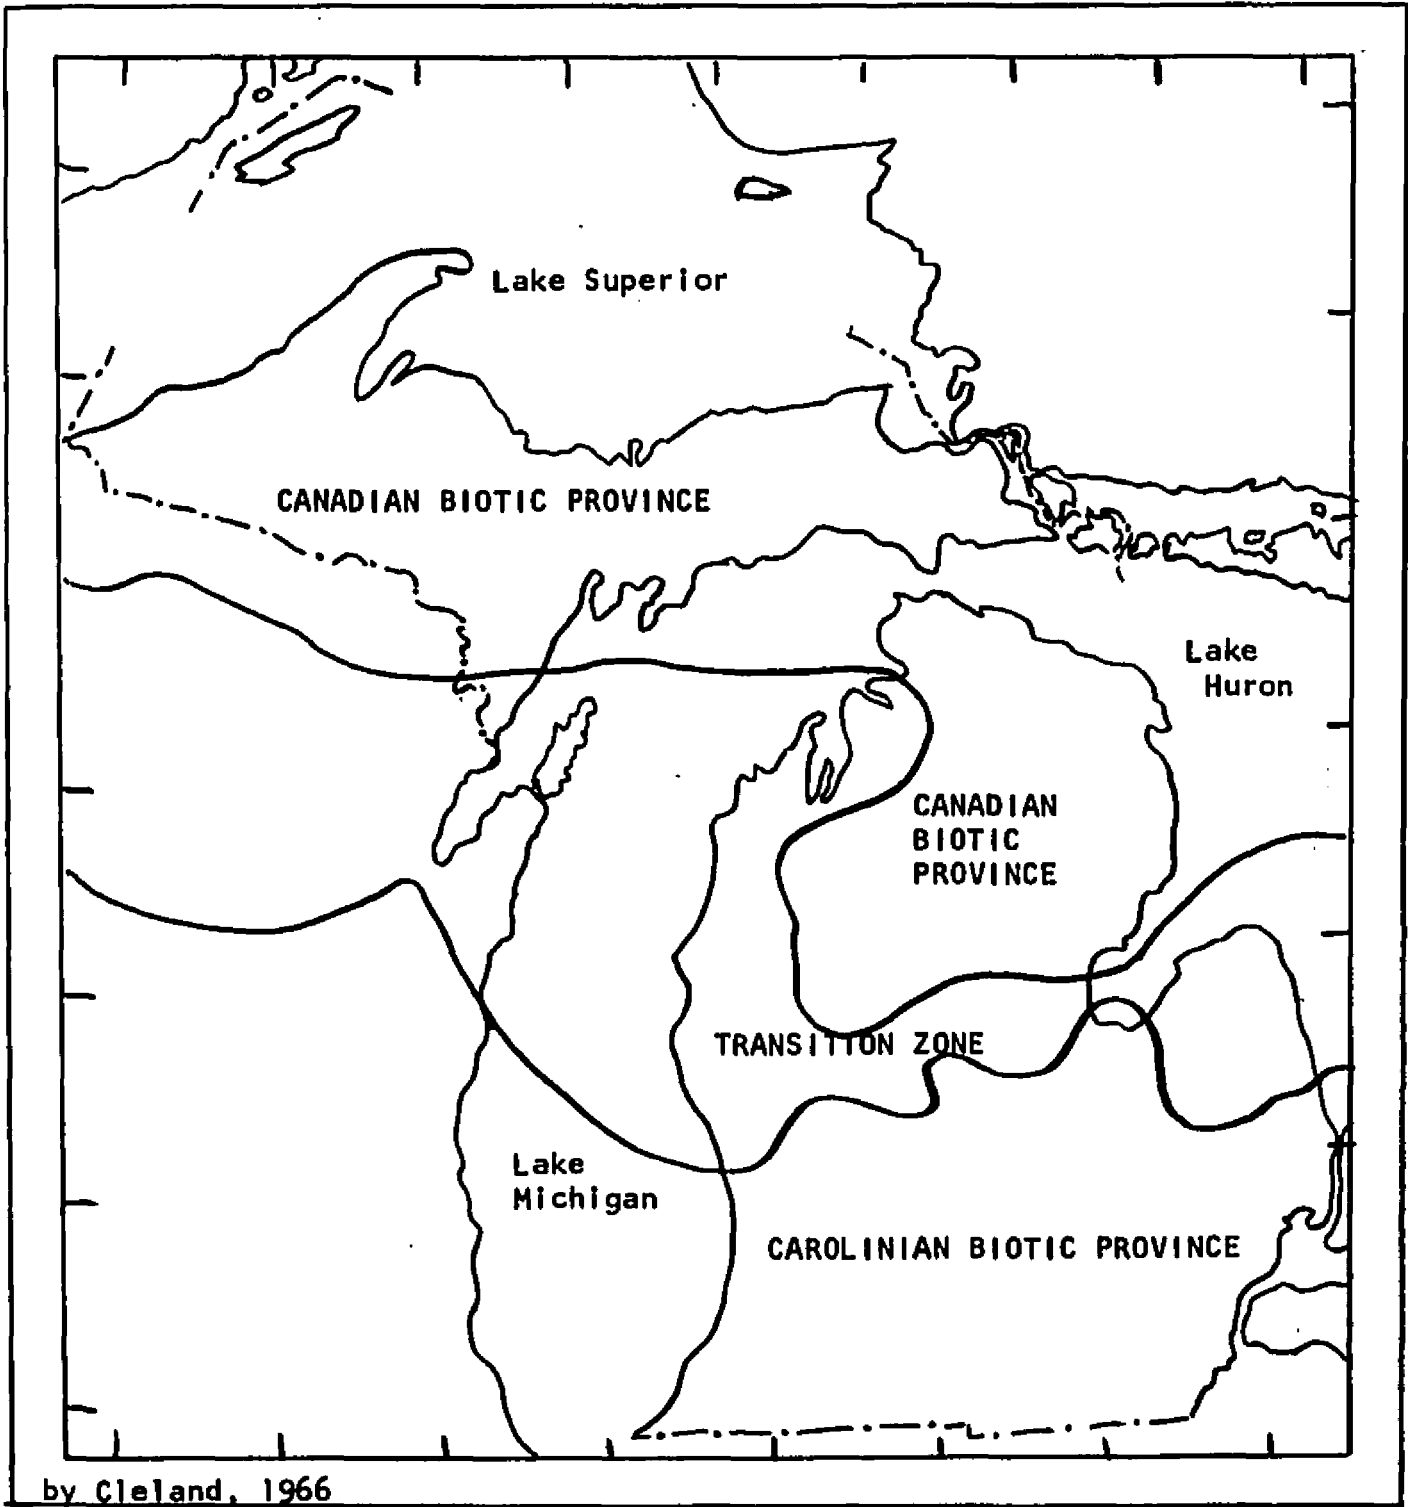 Lake Superior
CANADIAN BIOTIC PROVINCE
Lake
Huron
CANADIAN
BIOTIC
PROVINCE
TRANSITION ZONE
Lake
Michigan
CAROLINIAN BIOTIC PROVINCE
by Cleland, 1966